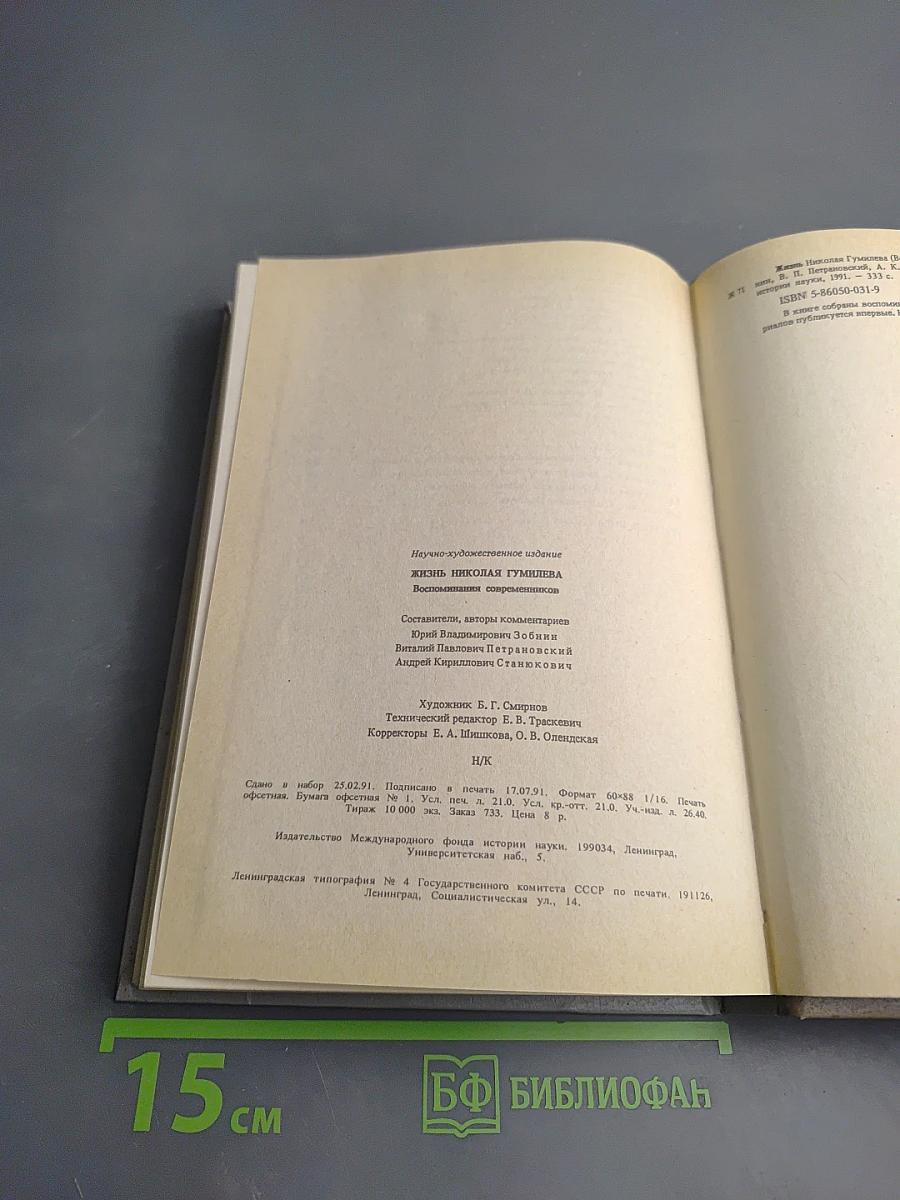 Научно-художественное издание
ЖИЗНЬ НИКОЛАЯ ГУМИЛЕВА
Воспоминания современников
Составители, авторы комментариев
Юрий Владимирович Зобнин
Виталий Павлович Петрановский
Андрей Кириллович Станюкович
Художник Б. Г. Смирнов
Технический редактор Е. В. Траскевич
Корректоры Е. А. Шишкова, О. В. Олендская
Н/К
Сдано в набор 25.02.91. Подписано в печать 17.07.91. Формат 60×88 1/16. Печать
офсетная. Бумага офсетная № 1. Усл. печ. л. 21.0. Усл. кр.-отт. 21.0. Уч.-изд. л. 26.40.
Тираж 10 000 экз. Заказ 733. Цена 8 р.
Издательство Международного фонда истории науки. 199034, Ленинград,
Университетская наб., 5.
Ленинградская типография № 4 Государственного комитета СССР по печати. 191126,
Ленинград, Социалистическая ул., 14.
Жизнь Николая Гумилева
Ж 71 нин, В. П. Петрановский, А. К.
истории науки, 1991. — 333 с.
ISBN 5-86050-031-9
В книге собраны
риалов публикуется впервые.
15 см
БФ БИБЛИОФАН